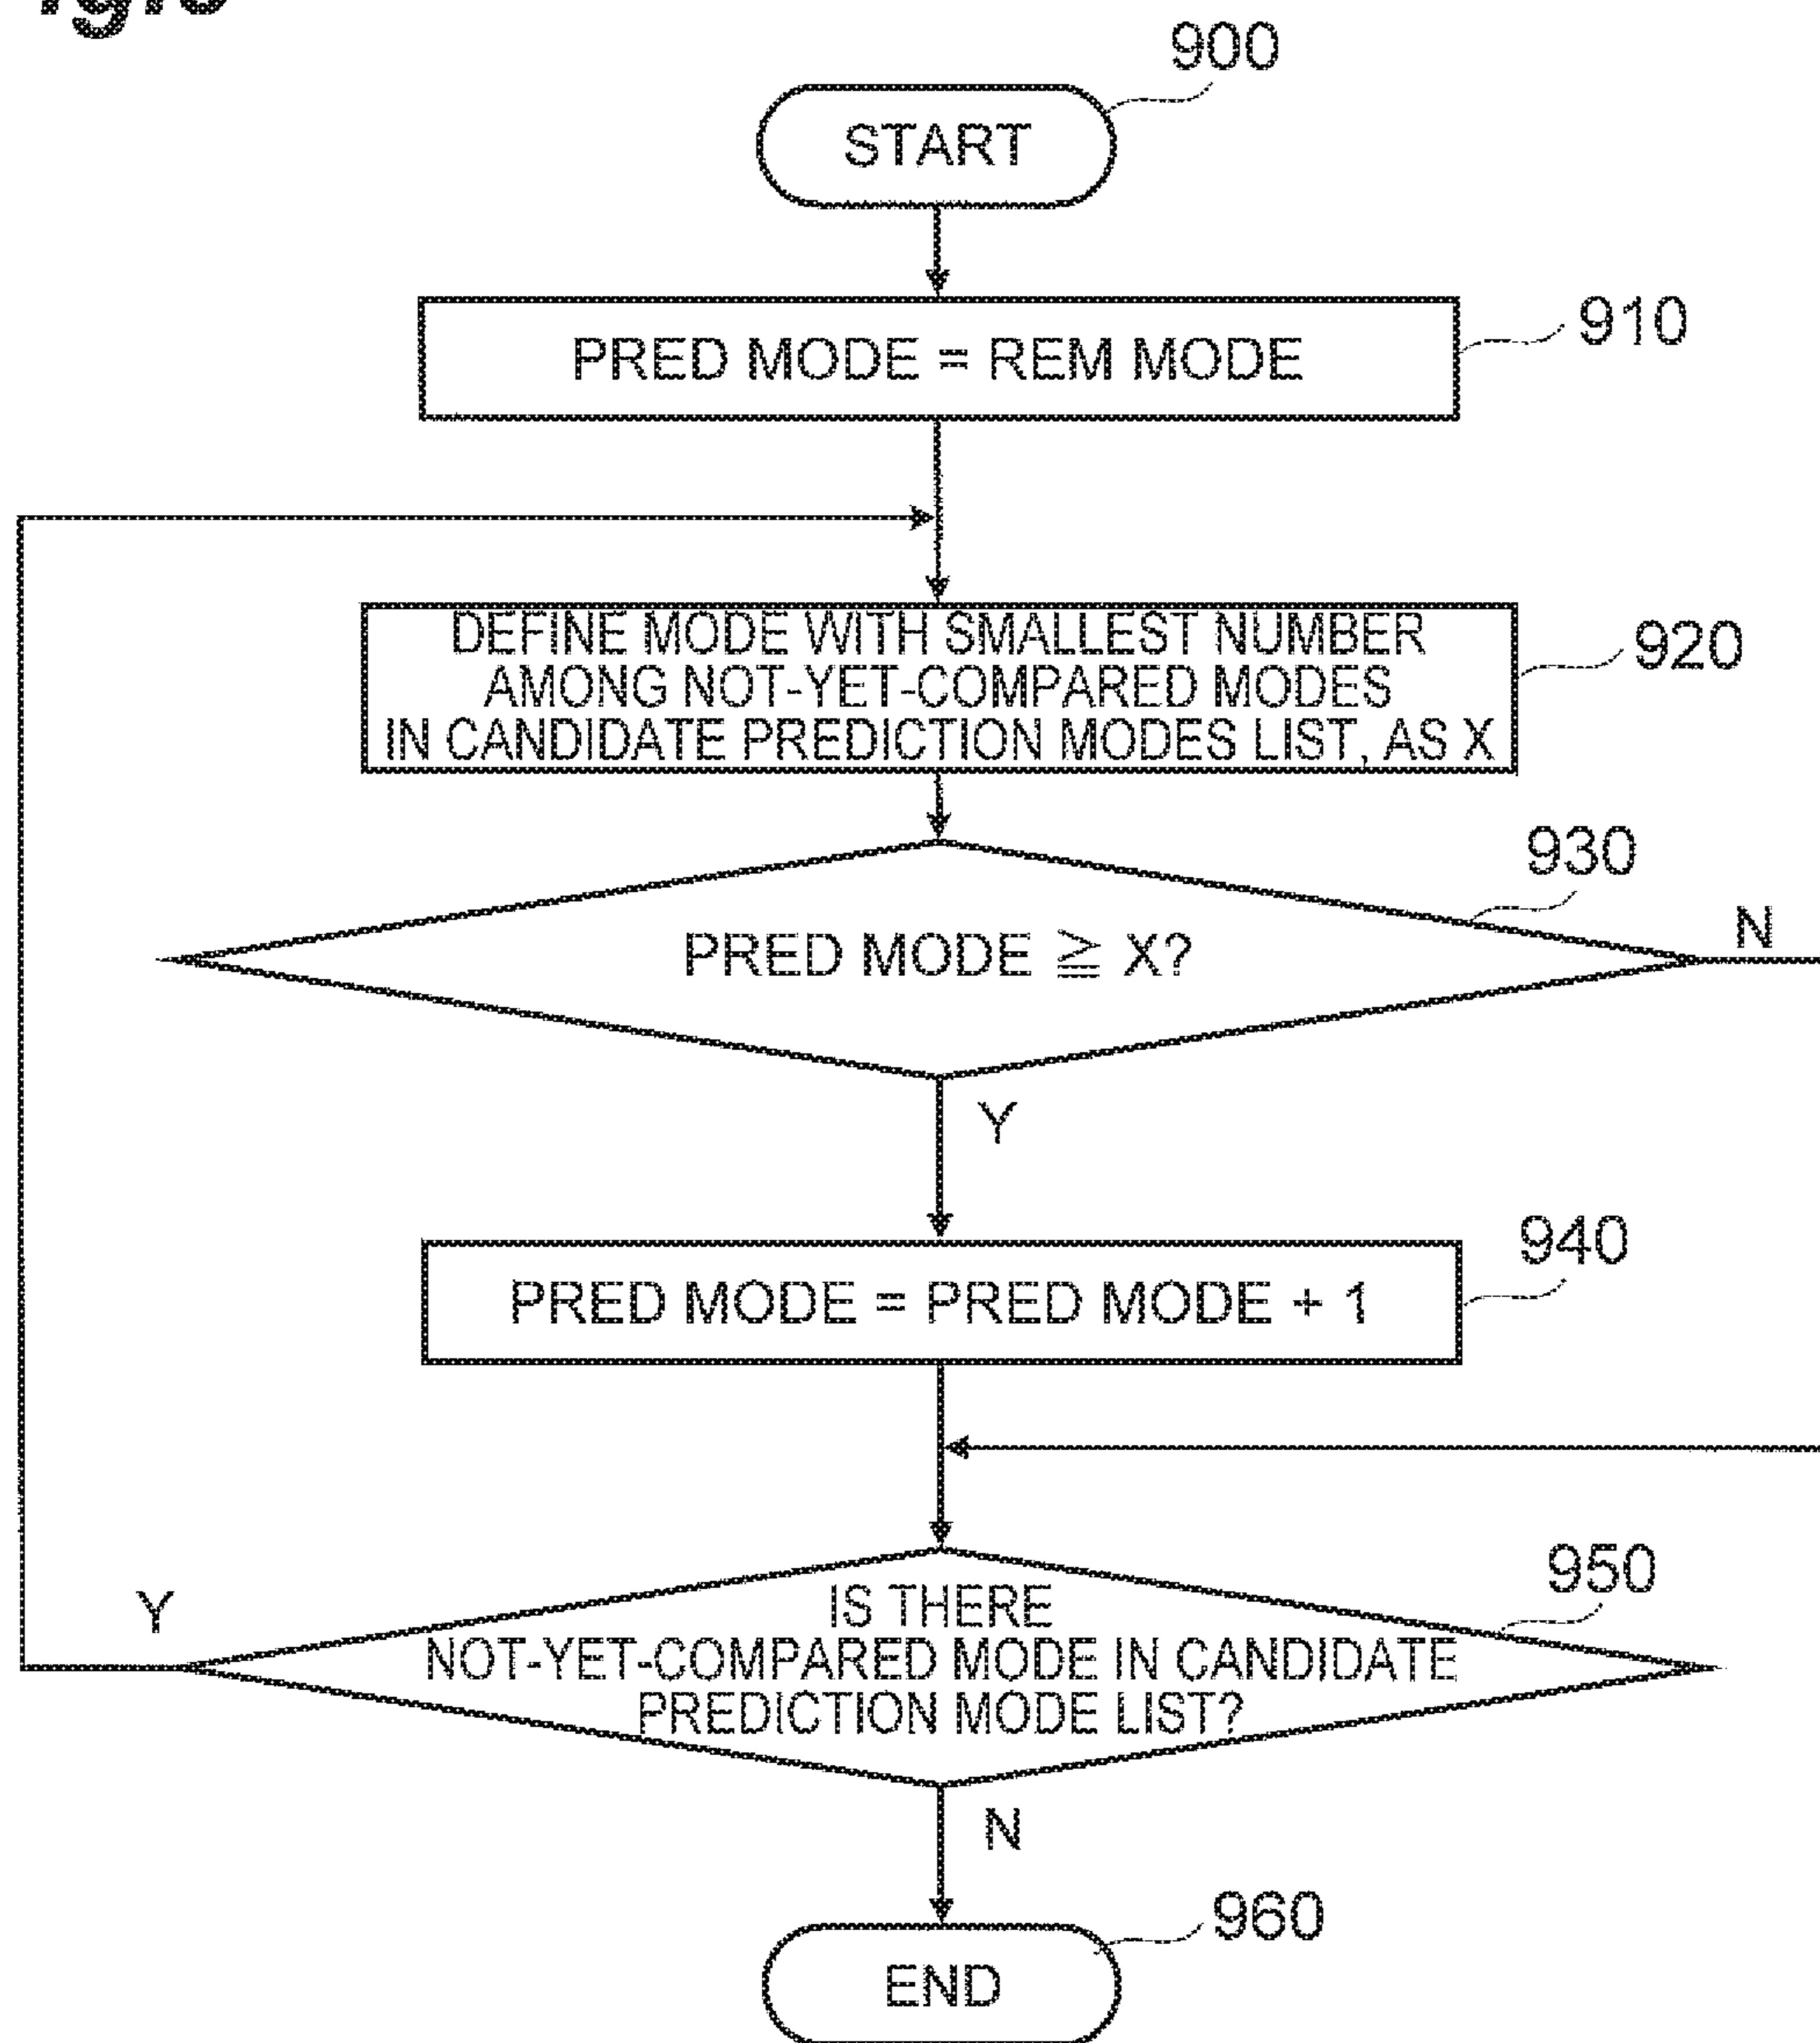 900
START
910
PRED MODE = REM MODE
920
DEFINE MODE WITH SMALLEST NUMBER
AMONG NOT-YET-COMPARED MODES
IN CANDIDATE PREDICTION MODES LIST, AS X
930
PRED MODE ≧ X?
N
Y
940
PRED MODE = PRED MODE + 1
950
Y
IS THERE
NOT-YET-COMPARED MODE IN CANDIDATE
PREDICTION MODE LIST?
N
960
END